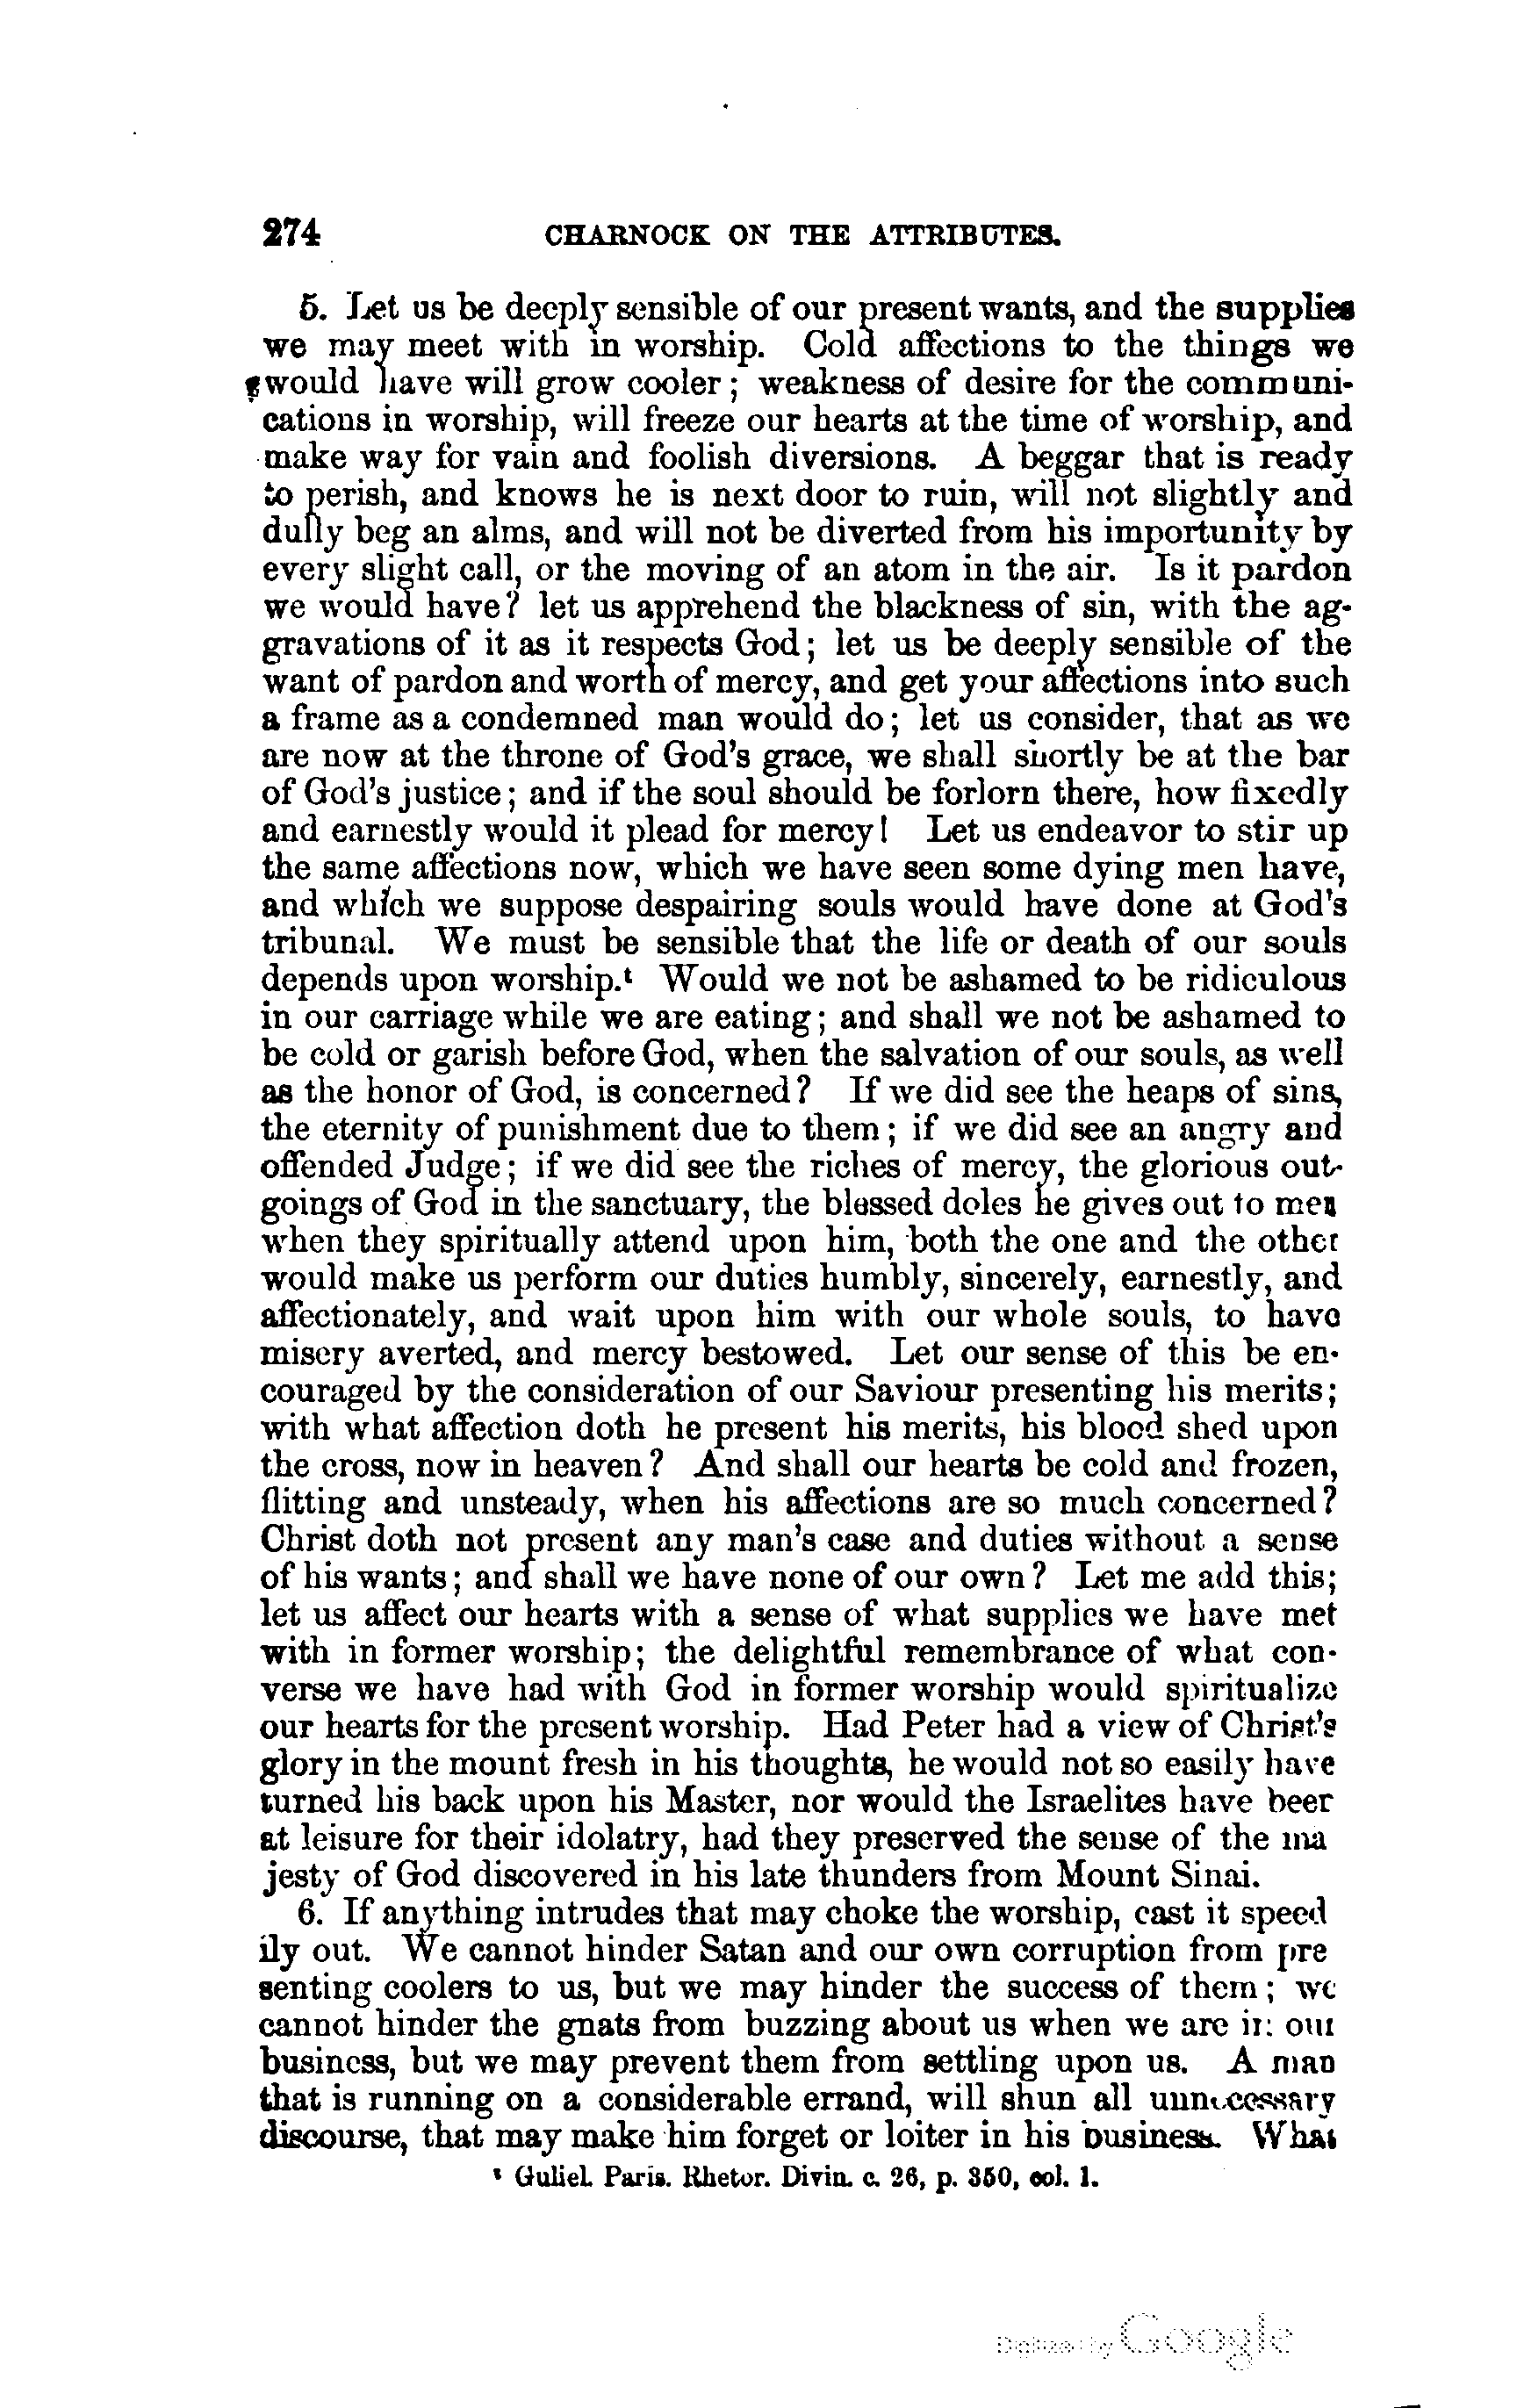 274 CHARNOCK ON THE ATTRIBUTES.
5. Let us be deeply sensible of our present wants, and the supplies
we may meet with in worship. Cold affections to the things we
would have will grow cooler; weakness of desire for the communi-
cations in worship, will freeze our hearts at the time of worship, and
make way for vain and foolish diversions. A beggar that is ready
to perish, and knows he is next door to ruin, will not slightly and
dully beg an alms, and will not be diverted from his importunity by
every slight call, or the moving of an atom in the air. Is it pardon
we would have? let us apprehend the blackness of sin, with the ag-
gravations of it as it respects God; let us be deeply sensible of the
want of pardon and worth of mercy, and get your affections into such
a frame as a condemned man would do; let us consider, that as we
are now at the throne of God's grace, we shall shortly be at the bar
of God's justice; and if the soul should be forlorn there, how fixedly
and earnestly would it plead for mercy! Let us endeavor to stir up
the same affections now, which we have seen some dying men have,
and which we suppose despairing souls would have done at God's
tribunal. We must be sensible that the life or death of our souls
depends upon worship.t Would we not be ashamed to be ridiculous
in our carriage while we are eating; and shall we not be ashamed to
be cold or garish before God, when the salvation of our souls, as well
as the honor of God, is concerned? If we did see the heaps of sins,
the eternity of punishment due to them; if we did see an angry and
offended Judge; if we did see the riches of mercy, the glorious out-
goings of God in the sanctuary, the blessed doles he gives out to men
when they spiritually attend upon him, both the one and the other
would make us perform our duties humbly, sincerely, earnestly, and
affectionately, and wait upon him with our whole souls, to have
misery averted, and mercy bestowed. Let our sense of this be en-
couraged by the consideration of our Saviour presenting his merits;
with what affection doth he present his merits, his blood shed upon
the cross, now in heaven? And shall our hearts be cold and frozen,
flitting and unsteady, when his affections are so much concerned?
Christ doth not present any man's case and duties without a sense
of his wants; and shall we have none of our own? Let me add this;
let us affect our hearts with a sense of what supplies we have met
with in former worship; the delightful remembrance of what con-
verse we have had with God in former worship would spiritualize
our hearts for the present worship. Had Peter had a view of Christ's
glory in the mount fresh in his thoughts, he would not so easily have
turned his back upon his Master, nor would the Israelites have been
at leisure for their idolatry, had they preserved the sense of the ma
jesty of God discovered in his late thunders from Mount Sinai.
6. If anything intrudes that may choke the worship, cast it speed
ily out. We cannot hinder Satan and our own corruption from pre
senting coolers to us, but we may hinder the success of them; we
cannot hinder the gnats from buzzing about us when we are in our
business, but we may prevent them from settling upon us. A man
that is running on a considerable errand, will shun all unnecessary
discourse, that may make him forget or loiter in his business. What
t Guliel. Paris. Rhetor. Divin. c. 26, p. 350, col. 1.
Digitized by Google